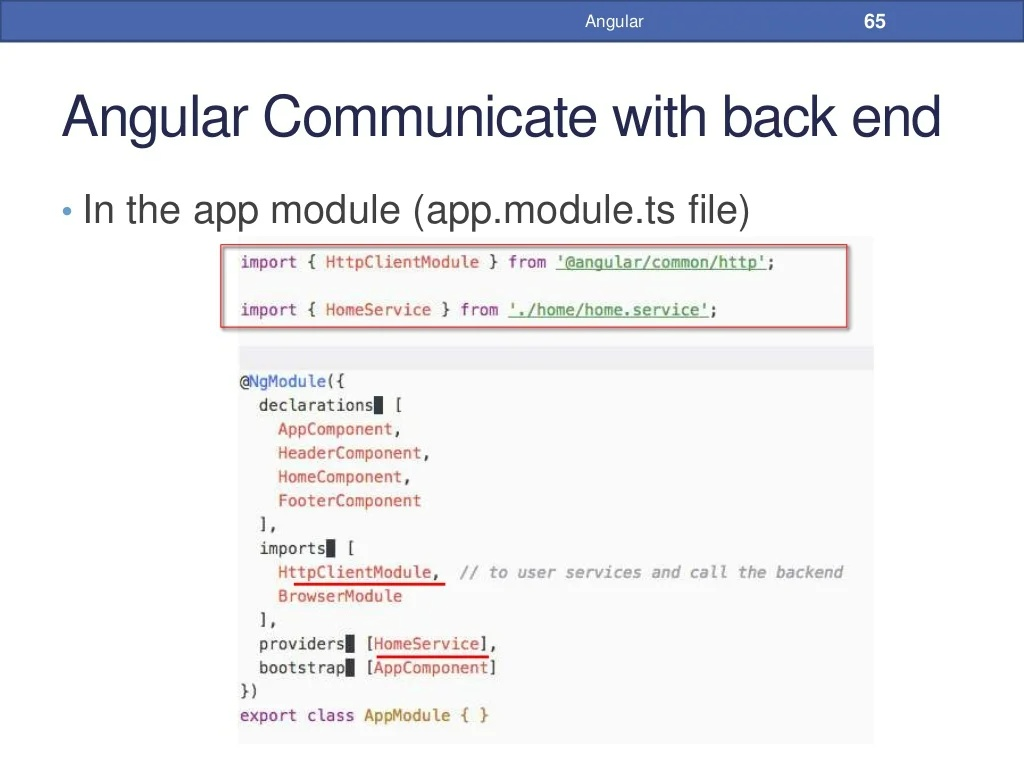 Angular 65
Angular Communicate with back end
• In the app module (app.module.ts file)
import { HttpClientModule } from '@angular/common/http';
import { HomeService } from './home/home.service';
@NgModule({
declarations█ [
AppComponent,
HeaderComponent,
HomeComponent,
FooterComponent
],
imports█ [
HttpClientModule, // to user services and call the backend
BrowserModule
],
providers█ [HomeService],
bootstrap█ [AppComponent]
})
export class AppModule { }